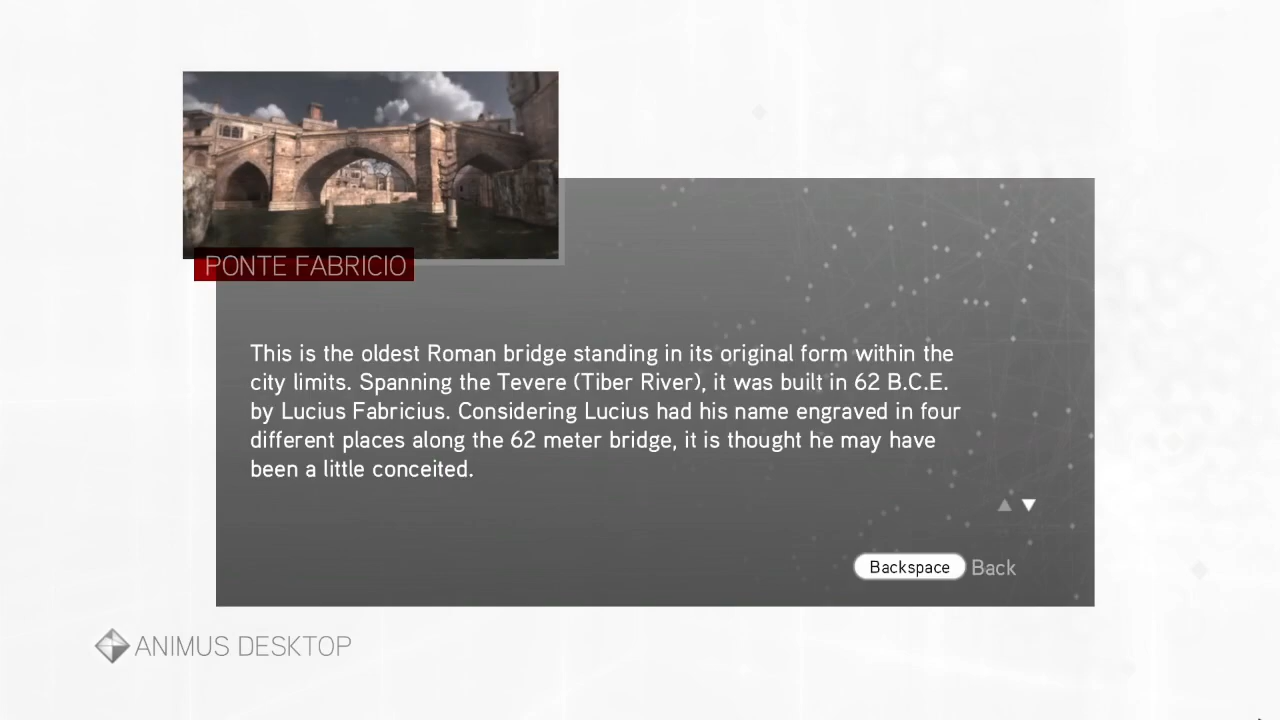 PONTE FABRICIO
This is the oldest Roman bridge standing in its original form within the
city limits. Spanning the Tevere (Tiber River), it was built in 62 B.C.E.
by Lucius Fabricius. Considering Lucius had his name engraved in four
different places along the 62 meter bridge, it is thought he may have
been a little conceited.
Backspace Back
ANIMUS DESKTOP